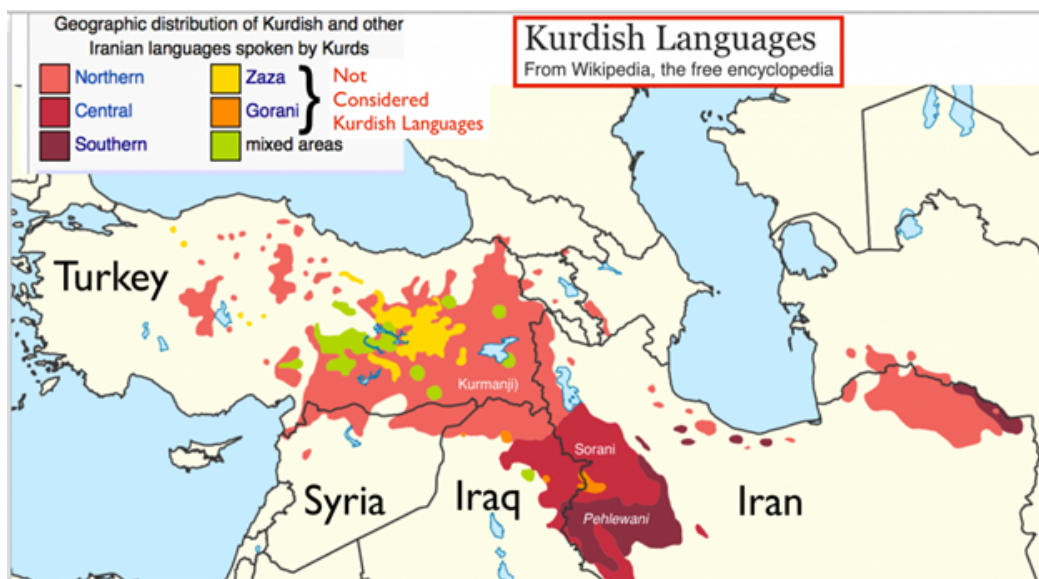 Geographic distribution of Kurdish and other
Iranian languages spoken by Kurds
Northern
Central
Southern
Zaza
Gorani
mixed areas
}
Not
Considered
Kurdish Languages
Kurdish Languages
From Wikipedia, the free encyclopedia
Turkey
Kurmanji)
Sorani
Syria
Iraq
Iran
Pehlewani